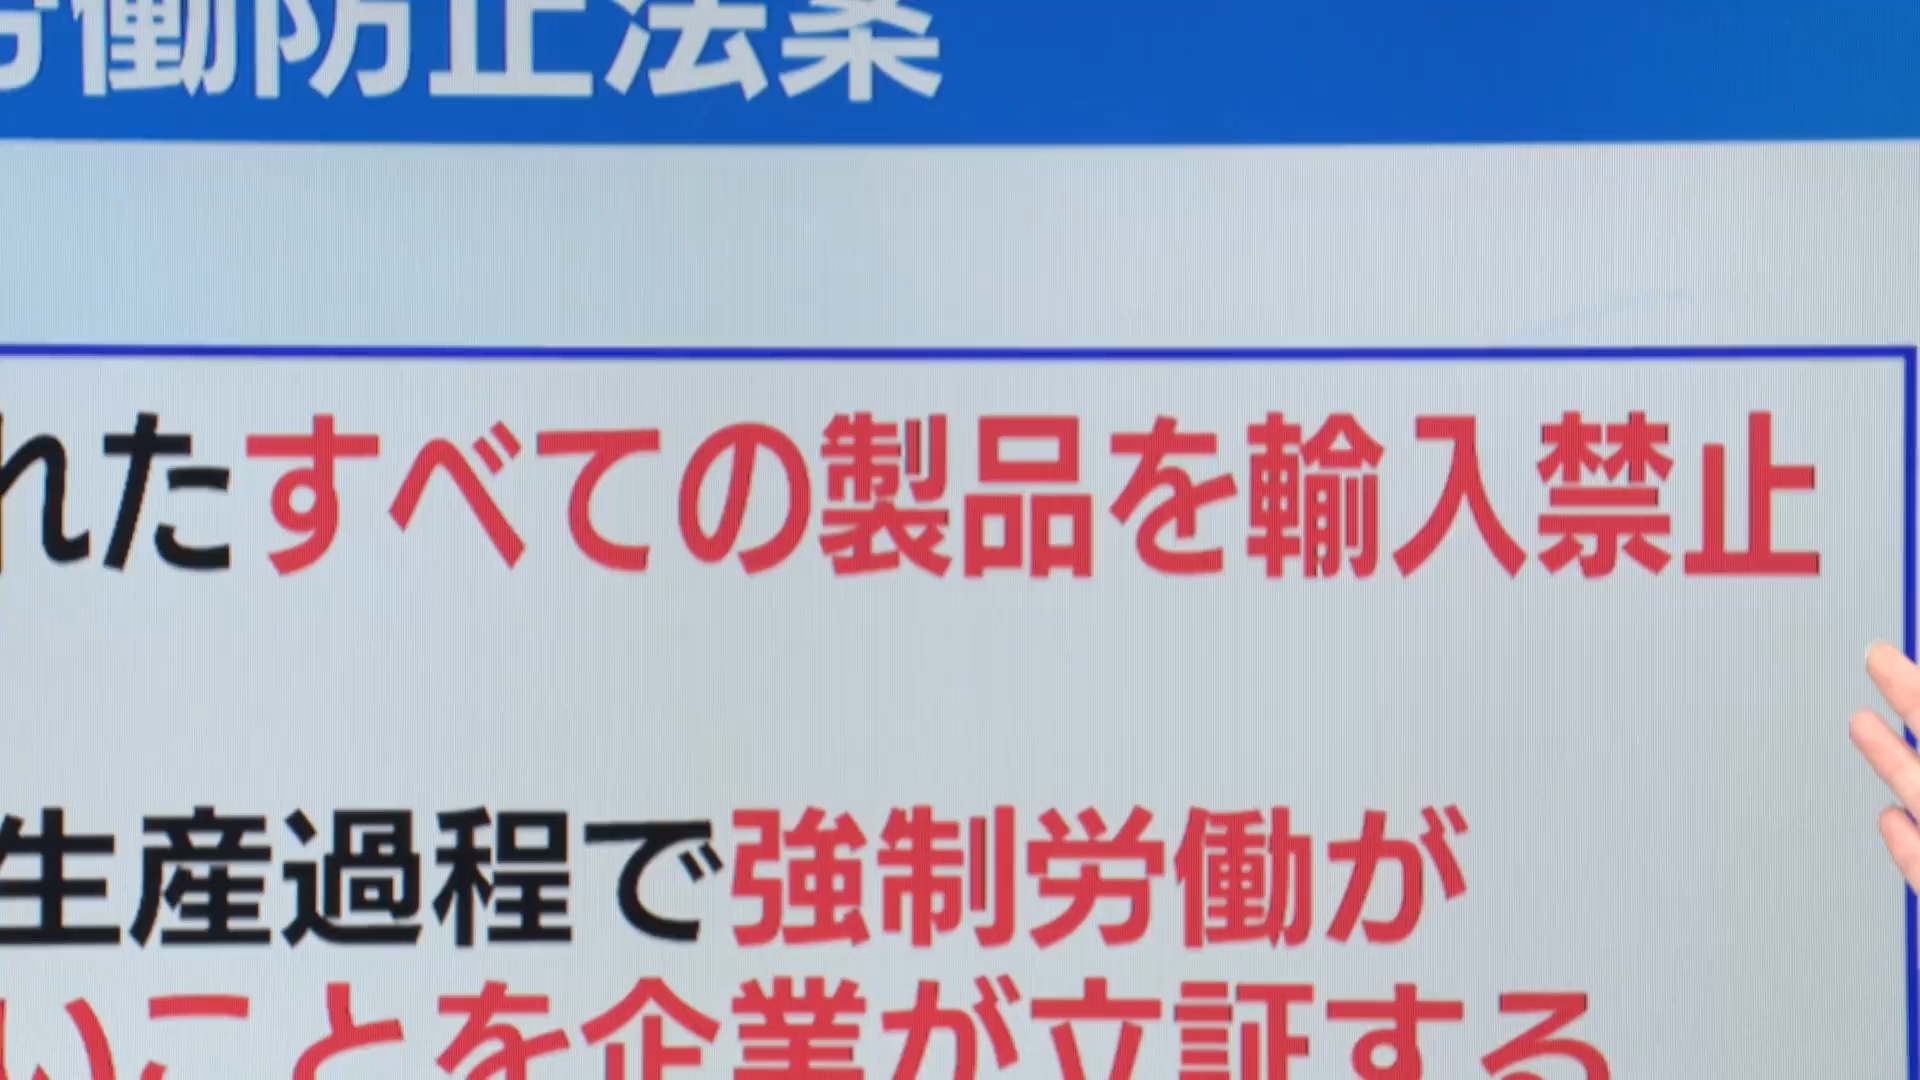 労働防止法案
れたすべての製品を輸入禁止
生産過程で強制労働が
いことを企業が立証する